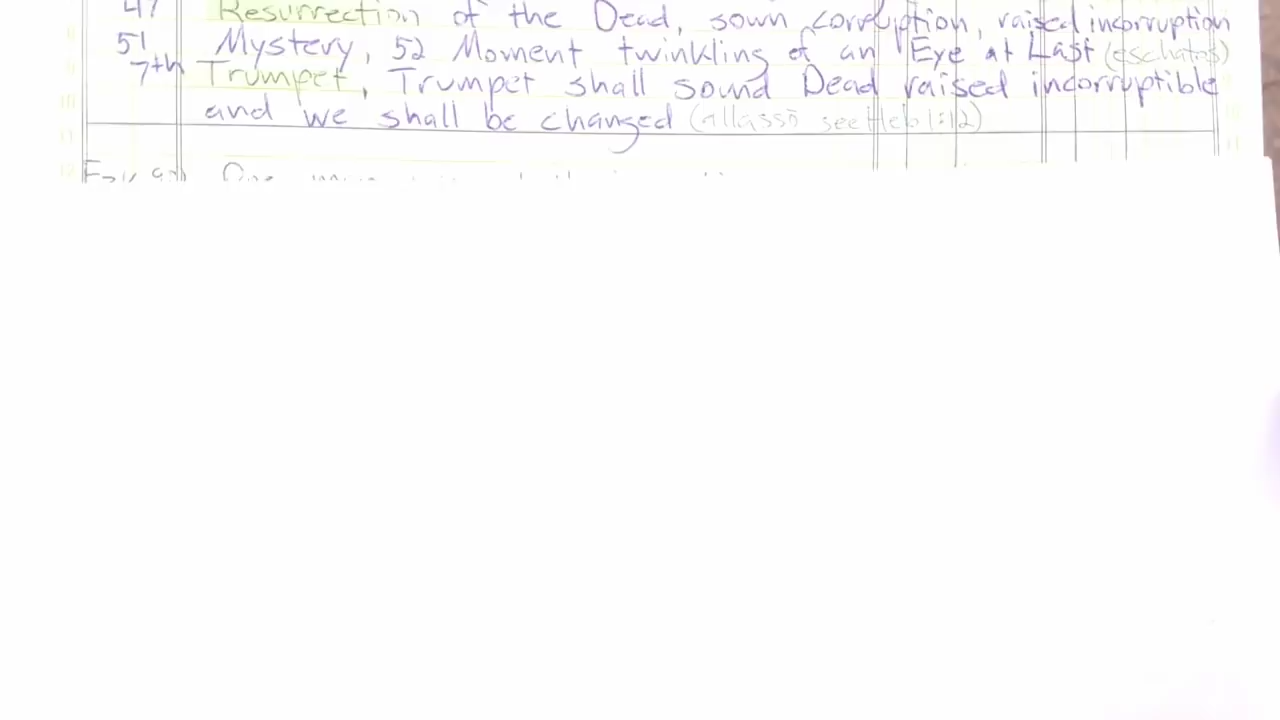 47 Resurrection of the Dead, sown corruption, raised incorruption
51 Mystery, 52 Moment twinkling of an Eye at Last (eschatos)
7th Trumpet, Trumpet shall sound Dead raised incorruptible
and we shall be changed (allassō see Heb 1:12)